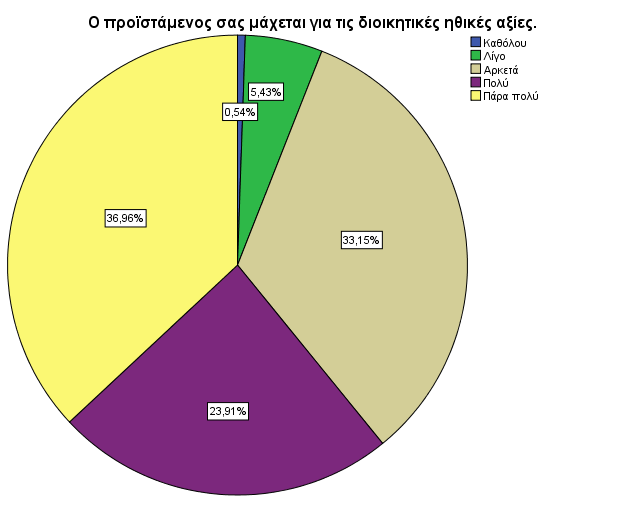 Ο προϊστάμενος σας μάχεται για τις διοικητικές ηθικές αξίες.
Καθόλου
Λίγο
Αρκετά
Πολύ
Πάρα πολύ
5,43%
0,54%
36,96%
33,15%
23,91%